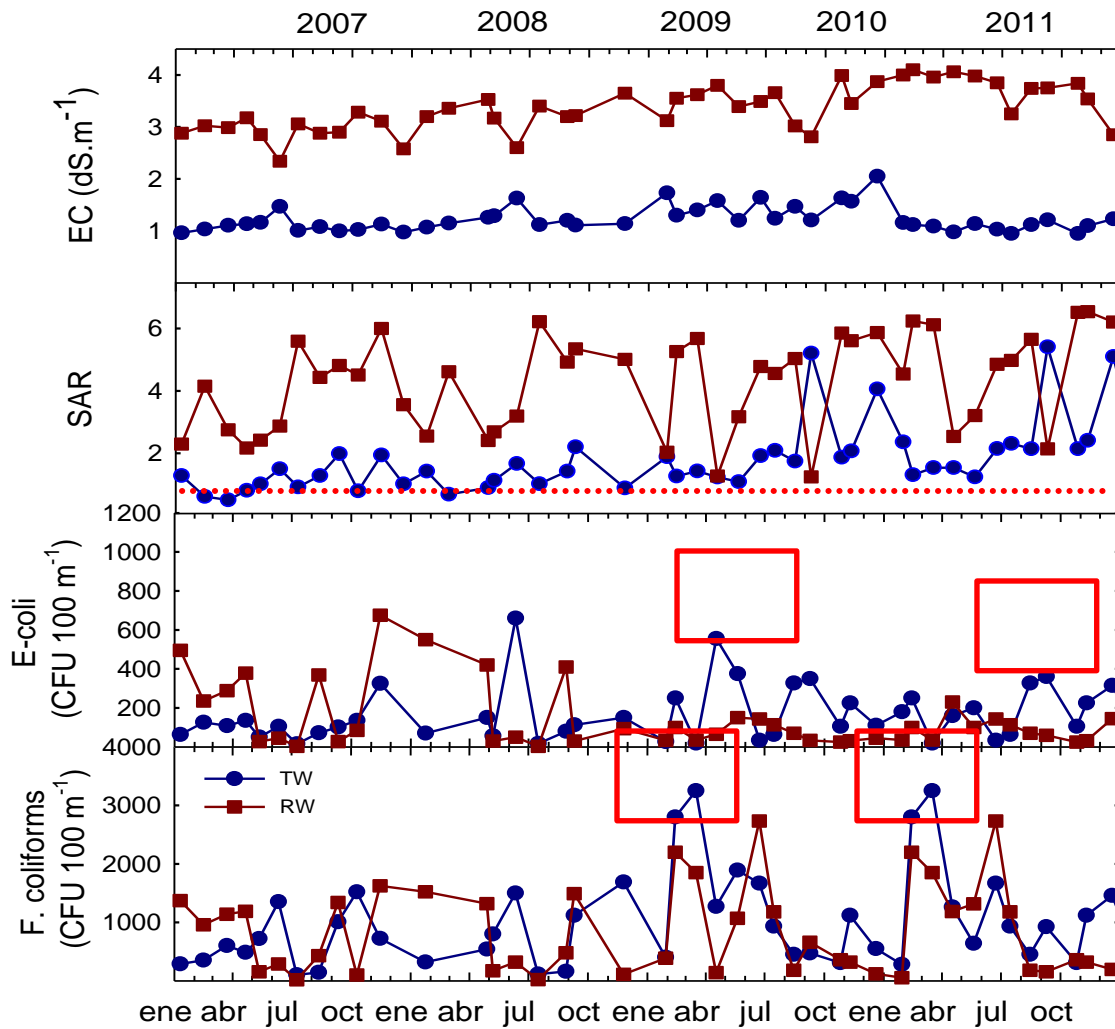 2007 2008 2009 2010 2011
4
3
2
1
EC (dS.m-1)
6
4
2
SAR
1200
1000
800
600
400
200
E-coli
(CFU 100 m-1)
4000
3000
2000
1000
F. coliforms
(CFU 100 m-1)
TW
RW
ene abr jul oct ene abr jul oct ene abr jul oct ene abr jul oct